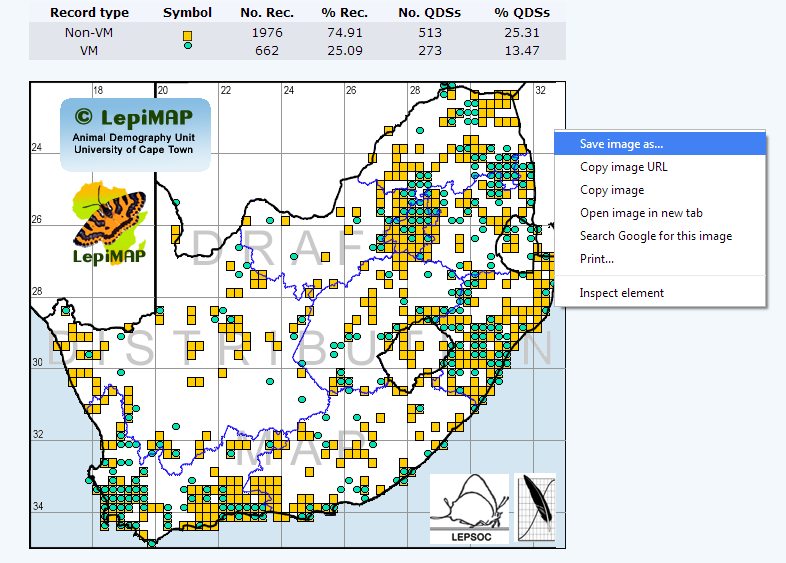 Record type Symbol No. Rec. % Rec. No. QDSs % QDSs
Non-VM 1976 74.91 513 25.31
VM 662 25.09 273 13.47
18 20 22 24 26 28 30 32
© LepiMAP
Animal Demography Unit
University of Cape Town
24
LepiMAP
26
28
30
32
34
DRAF
DISTRIBUTION
MAP
LEPSOC
Save image as...
Copy image URL
Copy image
Open image in new tab
Search Google for this image
Print...
Inspect element